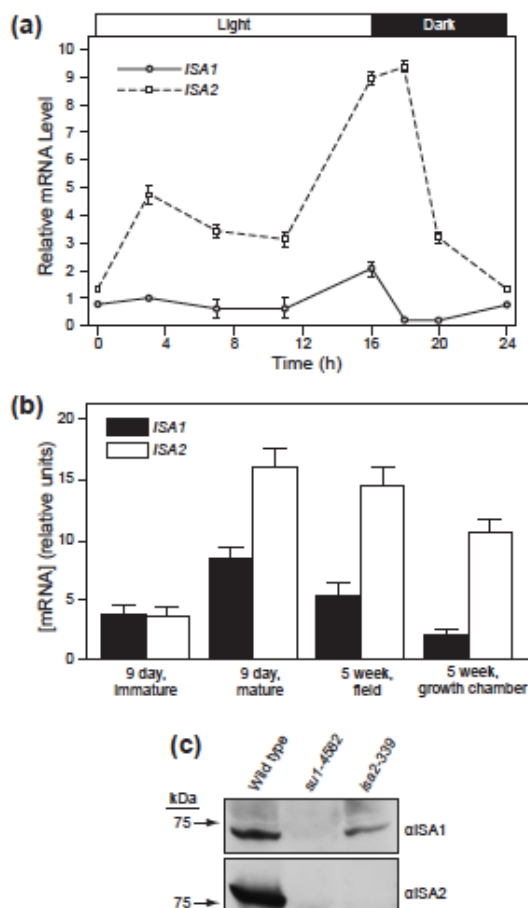 (a)
Light
Dark
ISA1
ISA2
Relative mRNA Level
10
9
8
7
6
5
4
3
2
1
0
0
4
8
12
16
20
24
Time (h)
(b)
ISA1
ISA2
[mRNA] (relative units)
20
15
10
5
0
9 day, immature
9 day, mature
5 week, field
5 week, growth chamber
(c)
Wild type
su1-4582
isa2-339
kDa
75
αISA1
75
αISA2